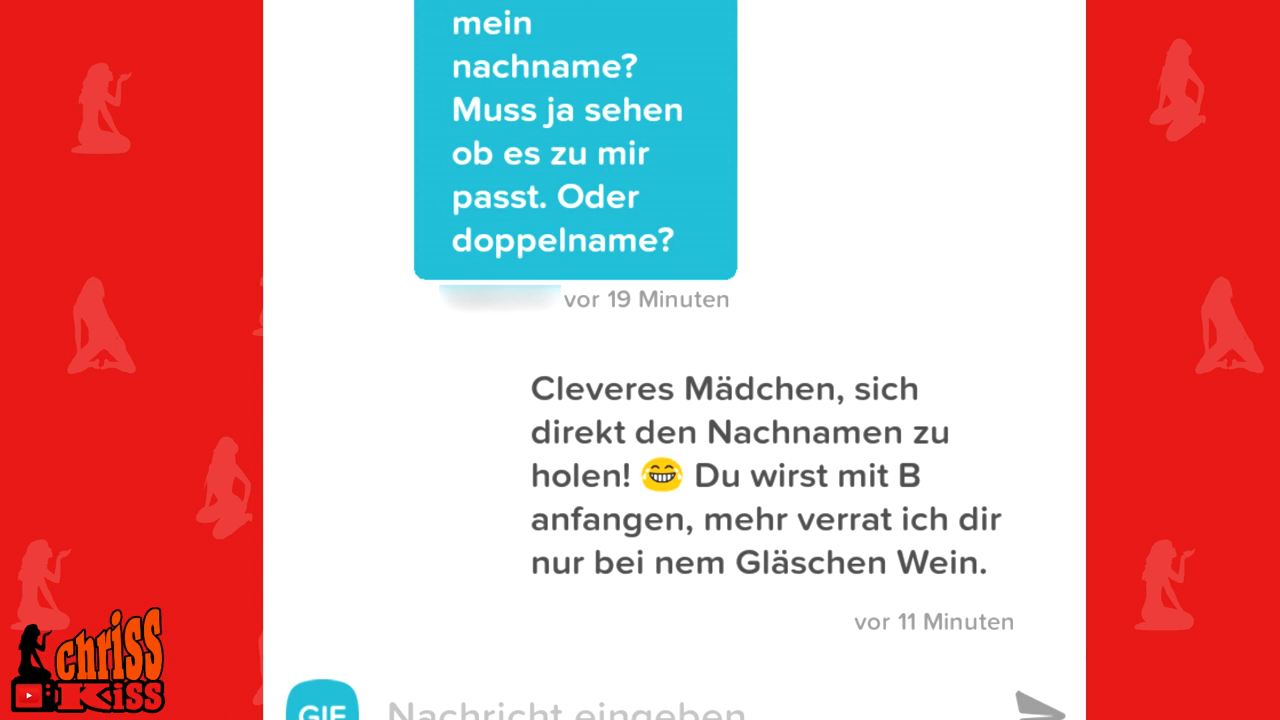 mein
nachname?
Muss ja sehen
ob es zu mir
passt. Oder
doppelname?
vor 19 Minuten
Cleveres Mädchen, sich
direkt den Nachnamen zu
holen! 😂 Du wirst mit B
anfangen, mehr verrat ich dir
nur bei nem Gläschen Wein.
vor 11 Minuten
GIF Nachricht eingeben
chriss
Kiss